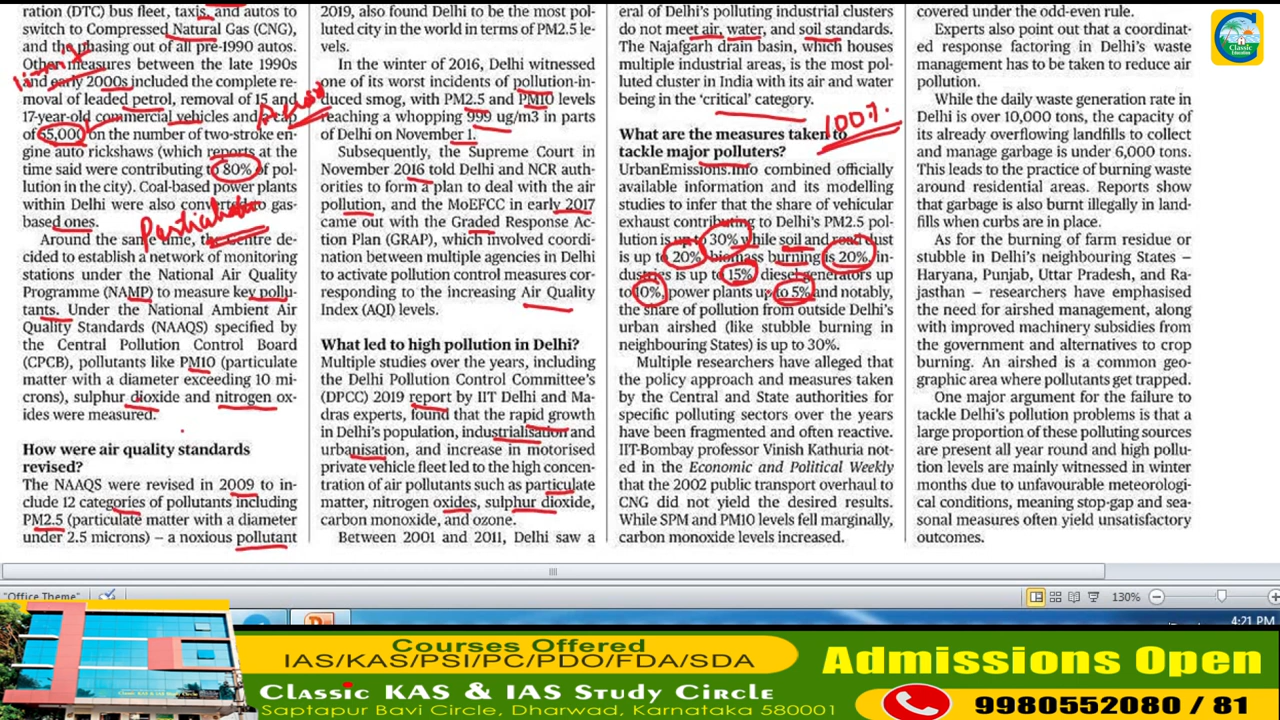 ration (DTC) bus fleet, taxis, and autos to
switch to Compressed Natural Gas (CNG),
and the phasing out of all pre-1990 autos.
Other measures between the late 1990s
and early 2000s included the complete re-
moval of leaded petrol, removal of 15 and
17-year-old commercial vehicles and a cap
of 55,000 on the number of two-stroke en-
gine auto rickshaws (which reports at the
time said were contributing to 80% of pol-
lution in the city). Coal-based power plants
within Delhi were also converted to gas-
based ones.
Around the same time, the Centre de-
cided to establish a network of monitoring
stations under the National Air Quality
Programme (NAMP) to measure key pollu-
tants. Under the National Ambient Air
Quality Standards (NAAQS) specified by
the Central Pollution Control Board
(CPCB), pollutants like PM10 (particulate
matter with a diameter exceeding 10 mi-
crons), sulphur dioxide and nitrogen ox-
ides were measured.
How were air quality standards
revised?
The NAAQS were revised in 2009 to in-
clude 12 categories of pollutants including
PM2.5 (particulate matter with a diameter
under 2.5 microns) – a noxious pollutant
2019, also found Delhi to be the most pol-
luted city in the world in terms of PM2.5 le-
vels.
In the winter of 2016, Delhi witnessed
one of its worst incidents of pollution-in-
duced smog, with PM2.5 and PM10 levels
reaching a whopping 999 ug/m3 in parts
of Delhi on November 1.
Subsequently, the Supreme Court in
November 2016 told Delhi and NCR auth-
orities to form a plan to deal with the air
pollution, and the MoEFCC in early 2017
came out with the Graded Response Ac-
tion Plan (GRAP), which involved coordi-
nation between multiple agencies in Delhi
to activate pollution control measures cor-
responding to the increasing Air Quality
Index (AQI) levels.
What led to high pollution in Delhi?
Multiple studies over the years, including
the Delhi Pollution Control Committee's
(DPCC) 2019 report by IIT Delhi and Ma-
dras experts, found that the rapid growth
in Delhi's population, industrialisation and
urbanisation, and increase in motorised
private vehicle fleet led to the high concen-
tration of air pollutants such as particulate
matter, nitrogen oxides, sulphur dioxide,
carbon monoxide, and ozone.
Between 2001 and 2011, Delhi saw a
eral of Delhi's polluting industrial clusters
do not meet air, water, and soil standards.
The Najafgarh drain basin, which houses
multiple industrial areas, is the most pol-
luted cluster in India with its air and water
being in the 'critical' category.
100%
What are the measures taken to
tackle major polluters?
UrbanEmissions.Info combined officially
available information and its modelling
studies to infer that the share of vehicular
exhaust contributing to Delhi's PM2.5 pol-
lution is up to 30% while soil and road dust
is up to 20%, biomass burning is 20%, in-
dustries is up to 15%, diesel generators up
to 10%, power plants up to 5% and notably,
the share of pollution from outside Delhi's
urban airshed (like stubble burning in
neighbouring States) is up to 30%.
Multiple researchers have alleged that
the policy approach and measures taken
by the Central and State authorities for
specific polluting sectors over the years
have been fragmented and often reactive.
IIT-Bombay professor Vinish Kathuria not-
ed in the Economic and Political Weekly
that the 2002 public transport overhaul to
CNG did not yield the desired results.
While SPM and PM10 levels fell marginally,
carbon monoxide levels increased.
covered under the odd-even rule.
Experts also point out that a coordinat-
ed response factoring in Delhi's waste
management has to be taken to reduce air
pollution.
While the daily waste generation rate in
Delhi is over 10,000 tons, the capacity of
its already overflowing landfills to collect
and manage garbage is under 6,000 tons.
This leads to the practice of burning waste
around residential areas. Reports show
that garbage is also burnt illegally in land-
fills when curbs are in place.
As for the burning of farm residue or
stubble in Delhi's neighbouring States –
Haryana, Punjab, Uttar Pradesh, and Ra-
jasthan – researchers have emphasised
the need for airshed management, along
with improved machinery subsidies from
the government and alternatives to crop
burning. An airshed is a common geo-
graphic area where pollutants get trapped.
One major argument for the failure to
tackle Delhi's pollution problems is that a
large proportion of these polluting sources
are present all year round and high pollu-
tion levels are mainly witnessed in winter
months due to unfavourable meteorologi-
cal conditions, meaning stop-gap and sea-
sonal measures often yield unsatisfactory
outcomes.
Classic
Education
"Office Theme"
130%
4:21 PM
Courses Offered
IAS/KAS/PSI/PC/PDO/FDA/SDA
Classic KAS & IAS Study Circle
Saptapur Bavi Circle, Dharwad, Karnataka 580001
Admissions Open
9980552080 / 81